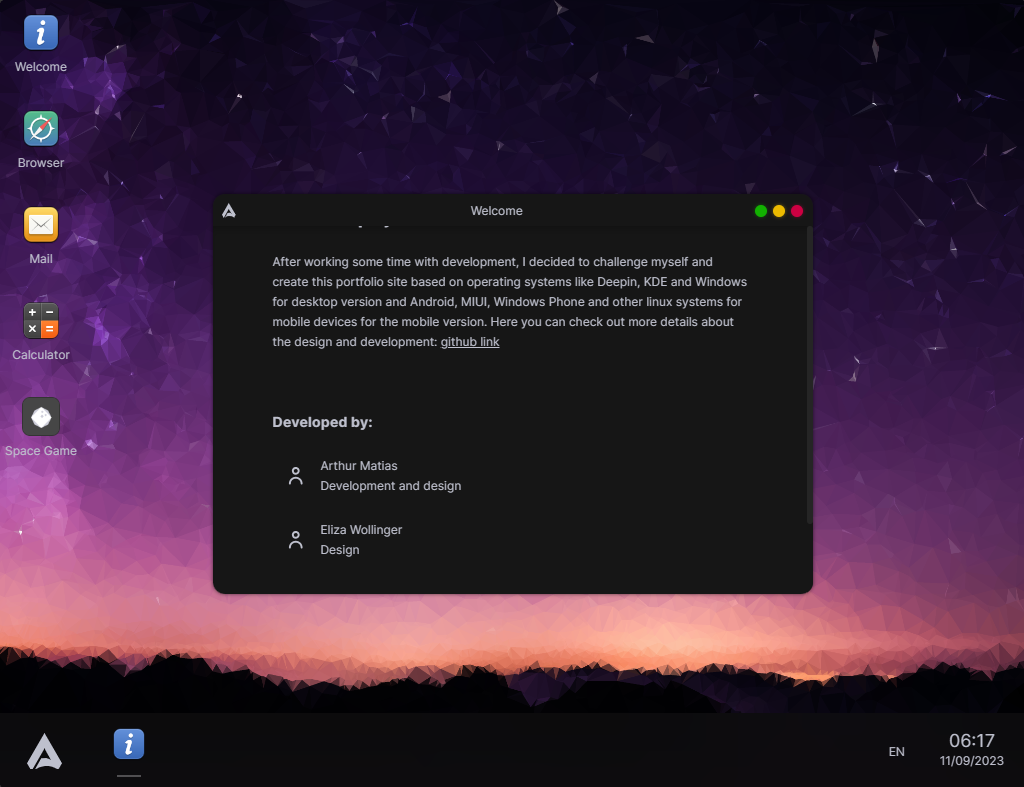 Welcome
Browser
Mail
Calculator
Space Game
Welcome
After working some time with development, I decided to challenge myself and
create this portfolio site based on operating systems like Deepin, KDE and Windows
for desktop version and Android, MIUI, Windows Phone and other linux systems for
mobile devices for the mobile version. Here you can check out more details about
the design and development: github link
Developed by:
Arthur Matias
Development and design
Eliza Wollinger
Design
EN
06:17
11/09/2023